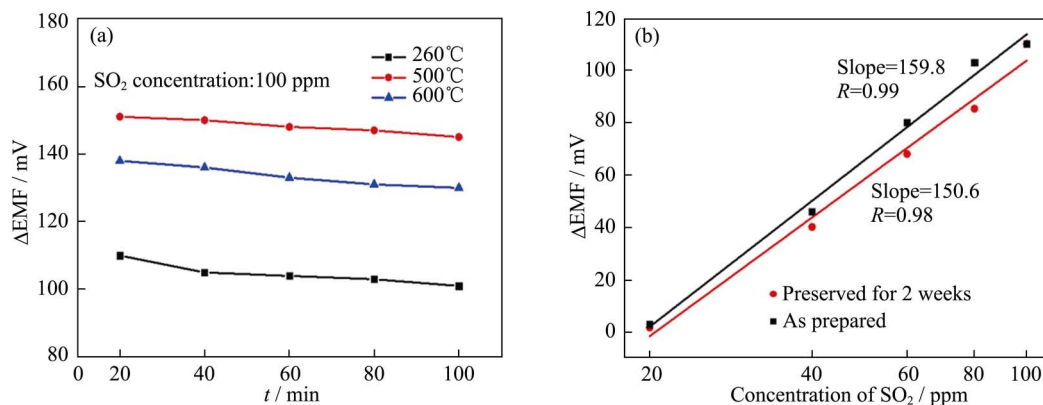 (a)
260℃
500℃
600℃
SO₂ concentration:100 ppm
180
160
140
120
100
80
ΔEMF / mV
20
40
60
80
100
t / min
(b)
Slope=159.8
R=0.99
Slope=150.6
R=0.98
Preserved for 2 weeks
As prepared
120
100
80
60
40
20
0
ΔEMF / mV
20
40
60
80
100
Concentration of SO₂ / ppm